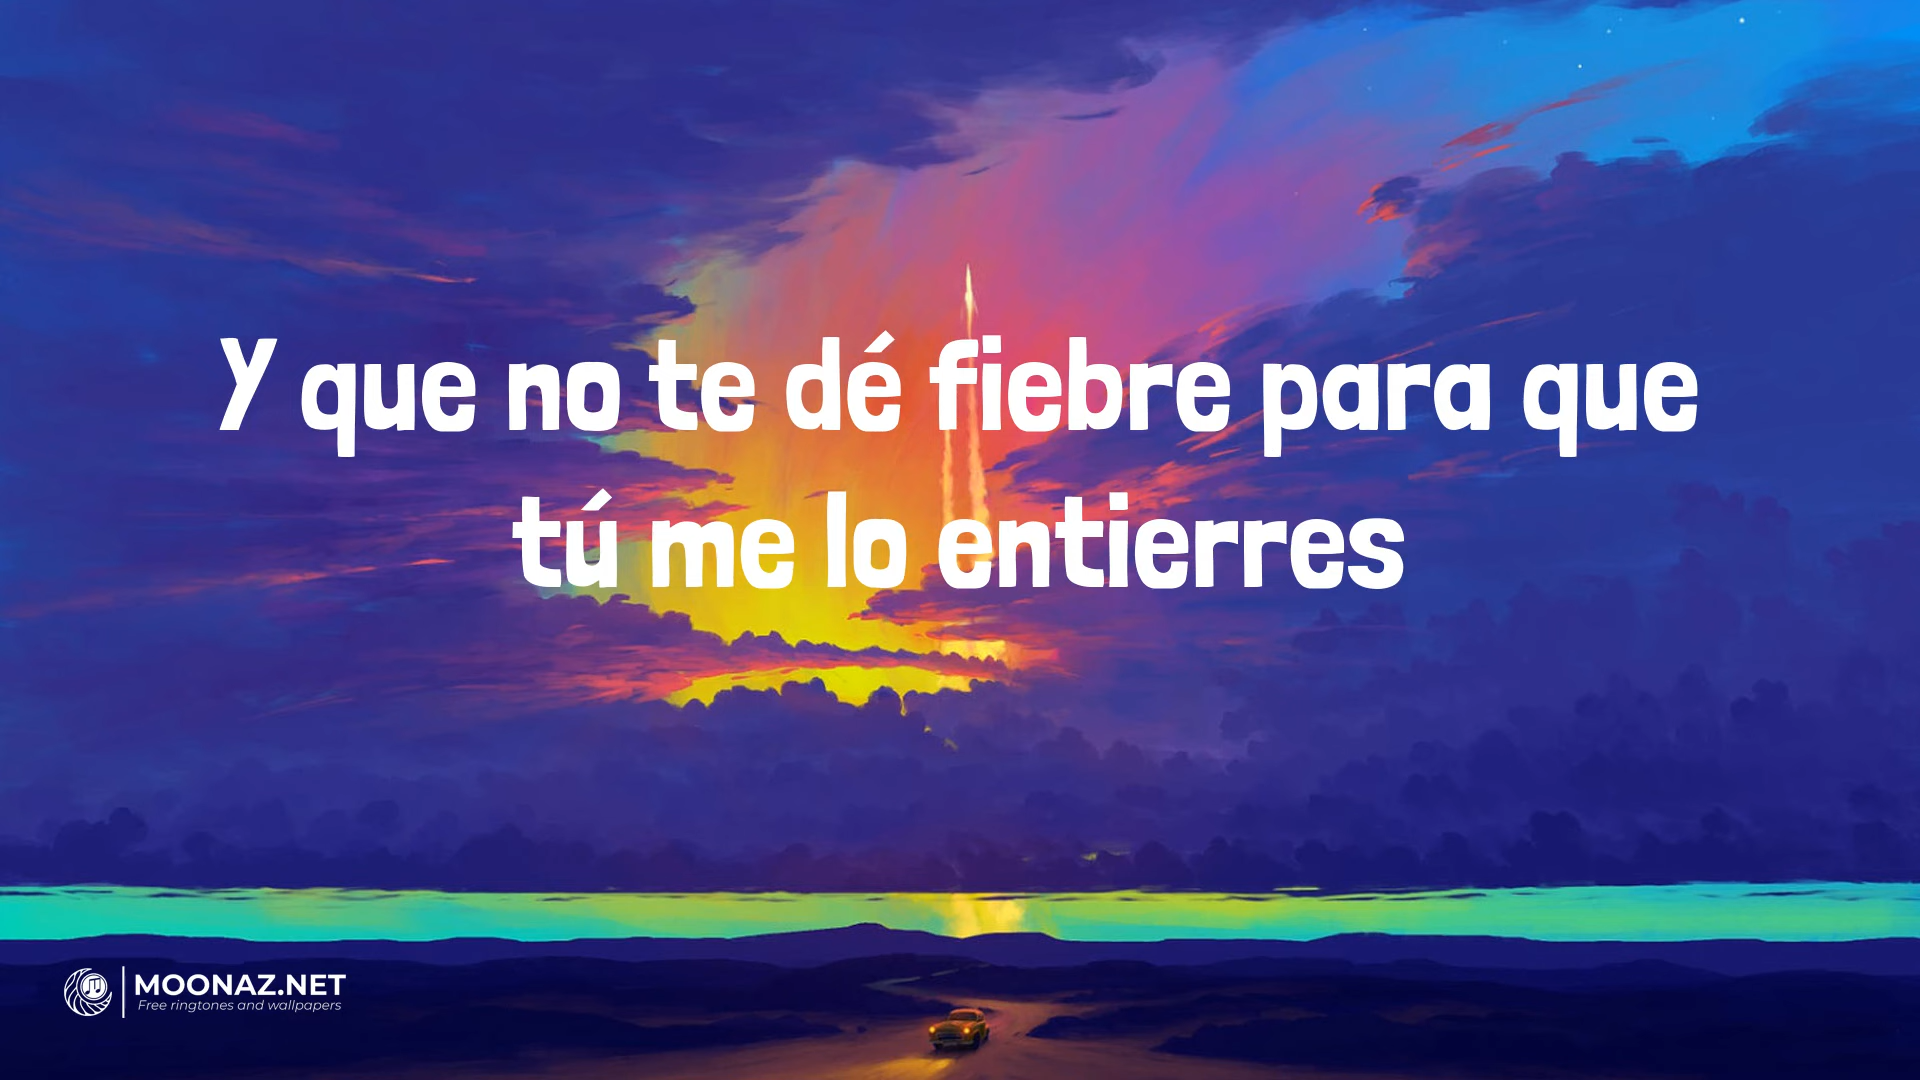 Y que no te dé fiebre para que
tú me lo entierres
MOONAZ.NET
Free ringtones and wallpapers